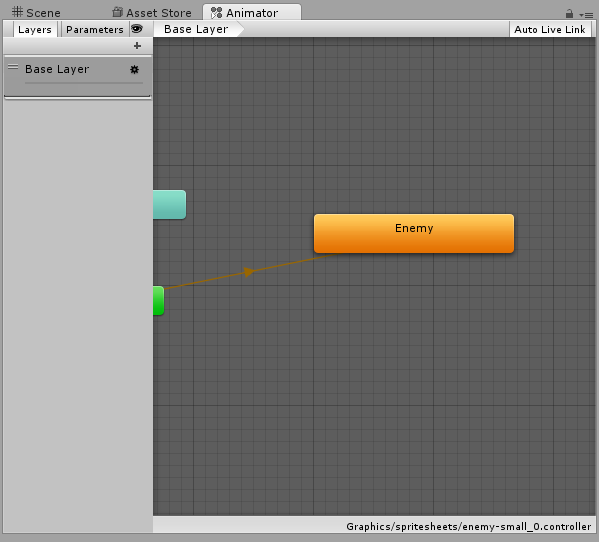 Scene Asset Store Animator
Layers Parameters Base Layer Auto Live Link
+
Base Layer
Enemy
Graphics/spritesheets/enemy-small_0.controller